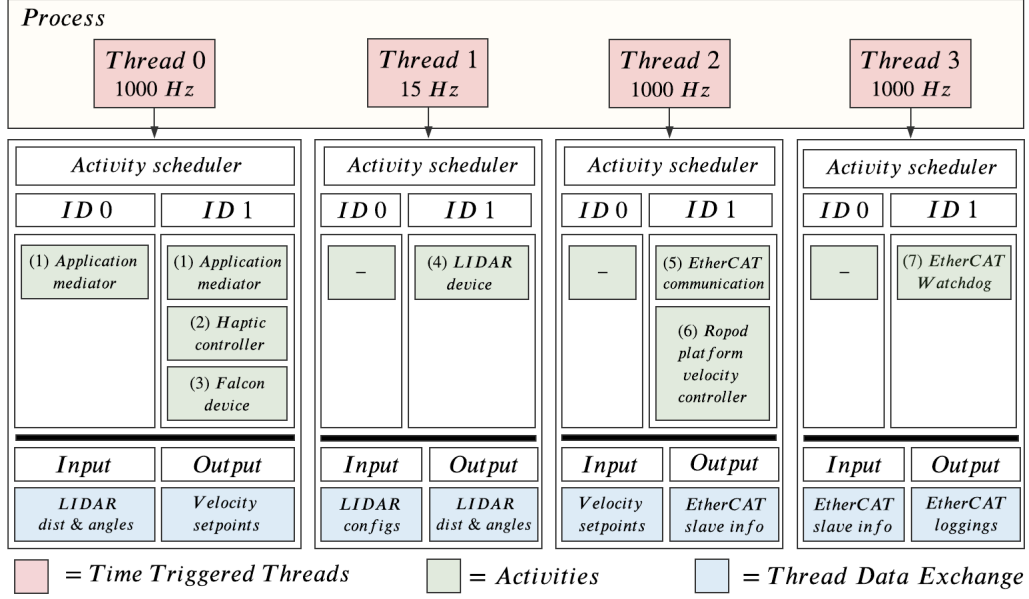 Process
Thread 0
1000 Hz
Thread 1
15 Hz
Thread 2
1000 Hz
Thread 3
1000 Hz
Activity scheduler
ID 0
ID 1
(1) Application
mediator
(1) Application
mediator
(2) Haptic
controller
(3) Falcon
device
Input
Output
LIDAR
dist & angles
Velocity
setpoints
Activity scheduler
ID 0
ID 1
–
(4) LIDAR
device
Input
Output
LIDAR
configs
LIDAR
dist & angles
Activity scheduler
ID 0
ID 1
–
(5) EtherCAT
communication
(6) Ropod
platform
velocity
controller
Input
Output
Velocity
setpoints
EtherCAT
slave info
Activity scheduler
ID 0
ID 1
–
(7) EtherCAT
Watchdog
Input
Output
EtherCAT
slave info
EtherCAT
loggings
= Time Triggered Threads
= Activities
= Thread Data Exchange